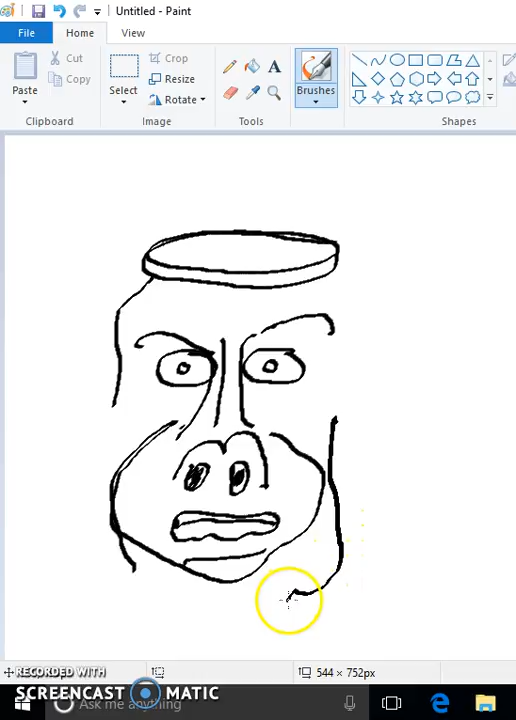 Untitled - Paint
File Home View
Paste
Cut
Copy
Clipboard
Select
Crop
Resize
Rotate
Image
A
Tools
Brushes
Shapes
544 × 752px
RECORDED WITH
SCREENCAST MATIC
Ask me anything